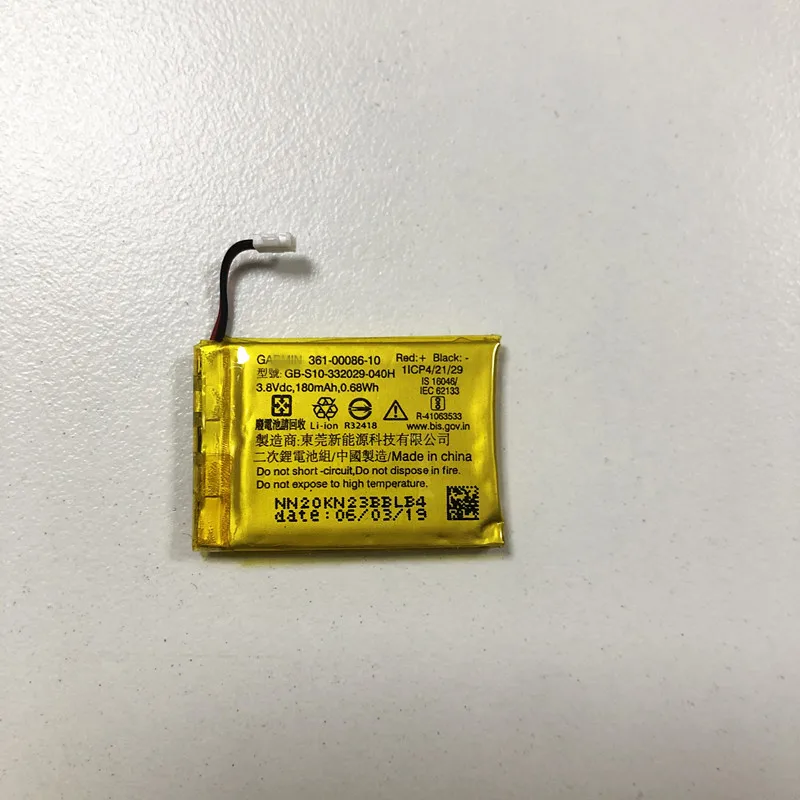 GARMIN 361-00086-10 Red:+ Black:-
型號: GB-S10-332029-040H 1ICP4/21/29
3.8Vdc,180mAh,0.68Wh IS 16046/
IEC 62133
R-41063533
廢電池請回收 Li-ion R32418 www.bis.gov.in
製造商:東莞新能源科技有限公司
二次鋰電池組/中國製造/Made in china
Do not short -circuit,Do not dispose in fire.
Do not expose to high temperature.
NN20KN23BBLB4
date:06/03/19